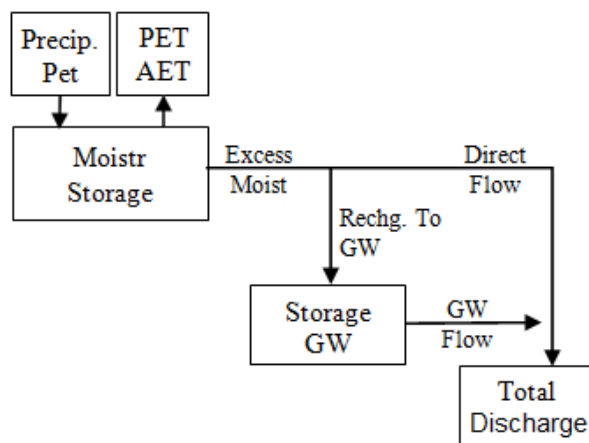 Precip.
Pet
PET
AET
Moistr
Storage
Excess
Moist
Direct
Flow
Rechg. To
GW
Storage
GW
GW
Flow
Total
Discharge